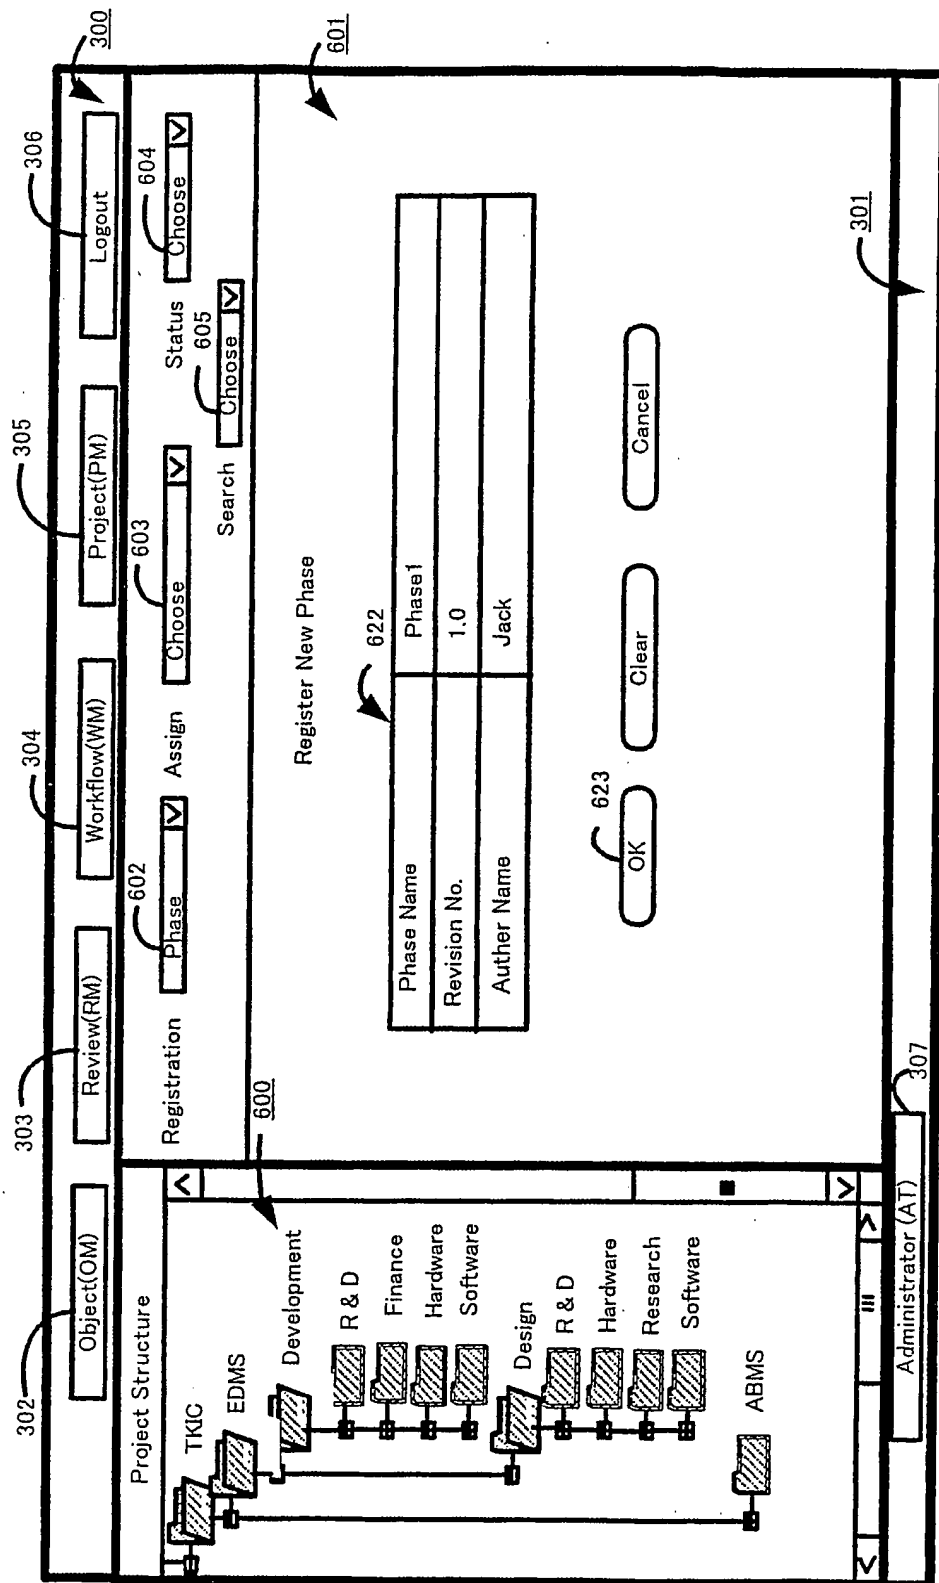 302 303 304 305 306 300
Object(OM) Review(RM) Workflow(WM) Project(PM) Logout
602 603 604
Registration Phase Assign Choose Status Choose
605
Search Choose
601
Project Structure
600
TKIC
EDMS
Development
R & D
Finance
Hardware
Software
Design
R & D
Hardware
Research
Software
ABMS
Register New Phase
622
Phase Name Phase1
Revision No. 1.0
Auther Name Jack
623
OK Clear Cancel
301
307
Administrator (AT)